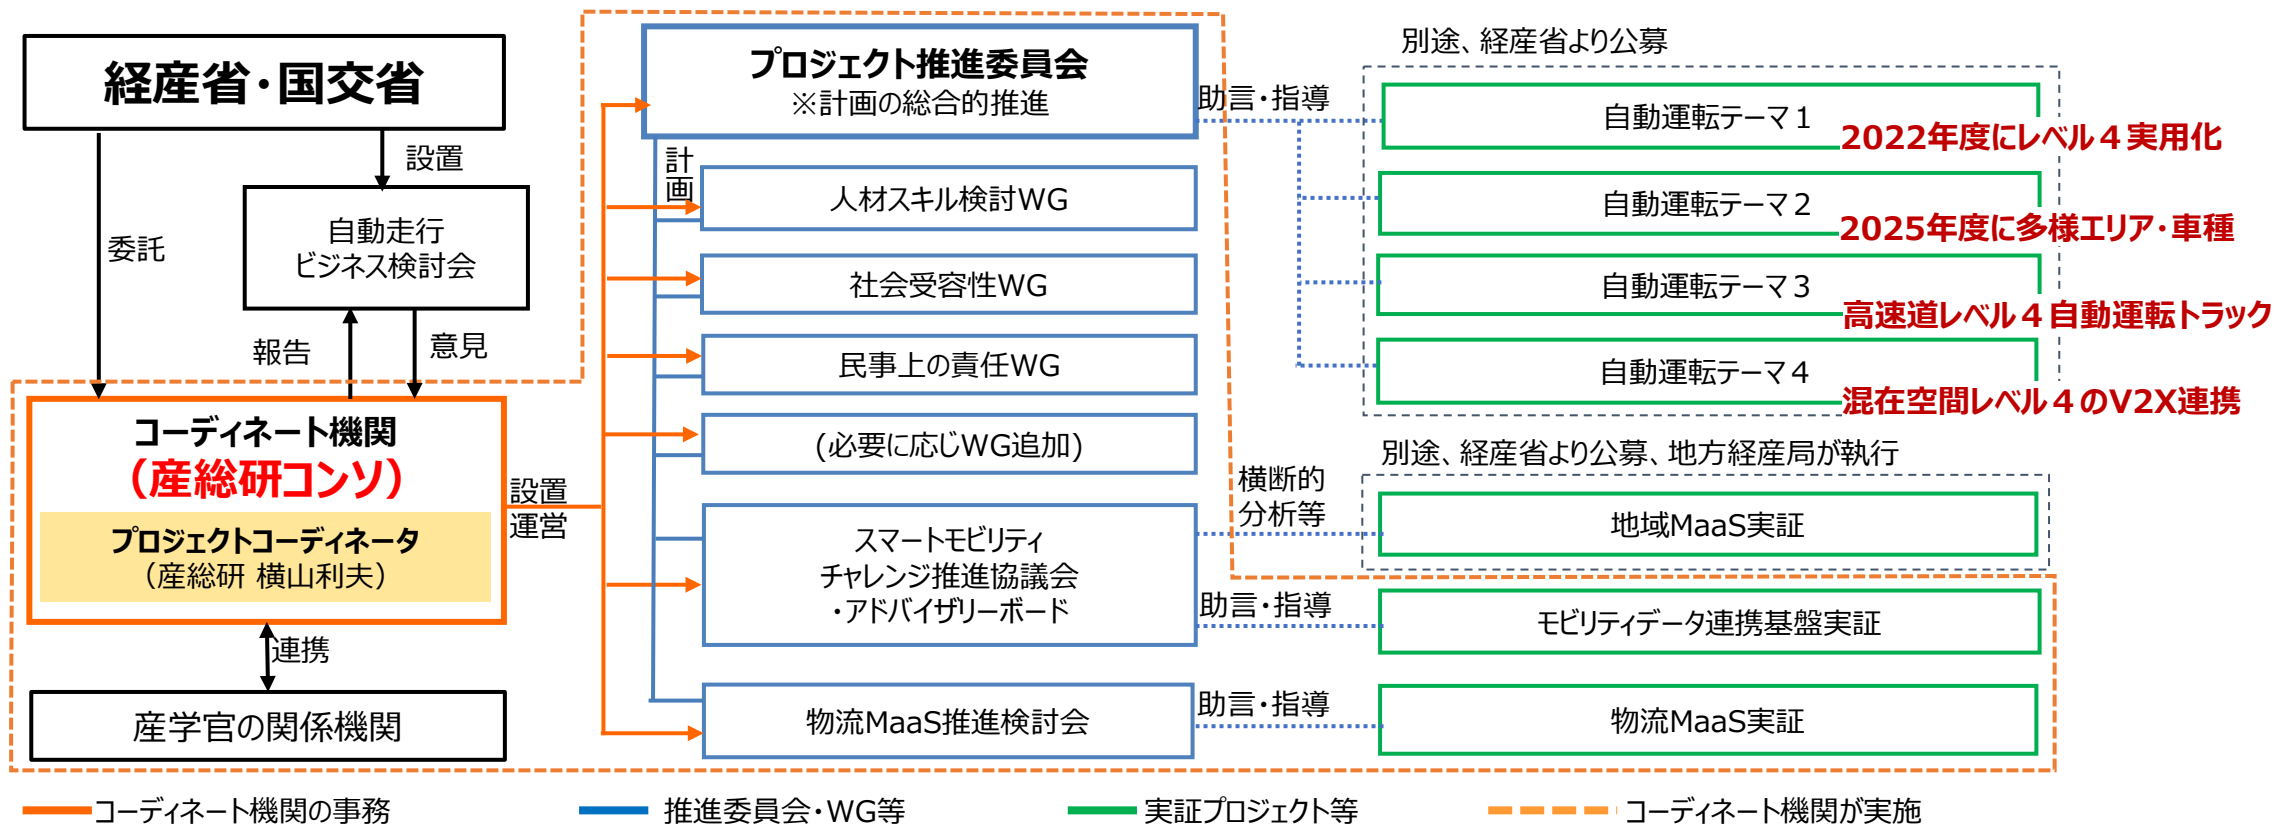 経産省・国交省
設置
委託
自動走行
ビジネス検討会
報告
意見
コーディネート機関
（産総研コンソ）
プロジェクトコーディネータ
（産総研 横山利夫）
連携
産学官の関係機関
設置
運営
プロジェクト推進委員会
※計画の総合的推進
計
画
人材スキル検討WG
社会受容性WG
民事上の責任WG
(必要に応じWG追加)
スマートモビリティ
チャレンジ推進協議会
・アドバイザリーボード
物流MaaS推進検討会
助言・指導
別途、経産省より公募
自動運転テーマ１
2022年度にレベル４実用化
自動運転テーマ２
2025年度に多様エリア・車種
自動運転テーマ３
高速道レベル４自動運転トラック
自動運転テーマ４
混在空間レベル４のV2X連携
別途、経産省より公募、地方経産局が執行
横断的
分析等
地域MaaS実証
助言・指導
モビリティデータ連携基盤実証
助言・指導
物流MaaS実証
コーディネート機関の事務
推進委員会・WG等
実証プロジェクト等
コーディネート機関が実施